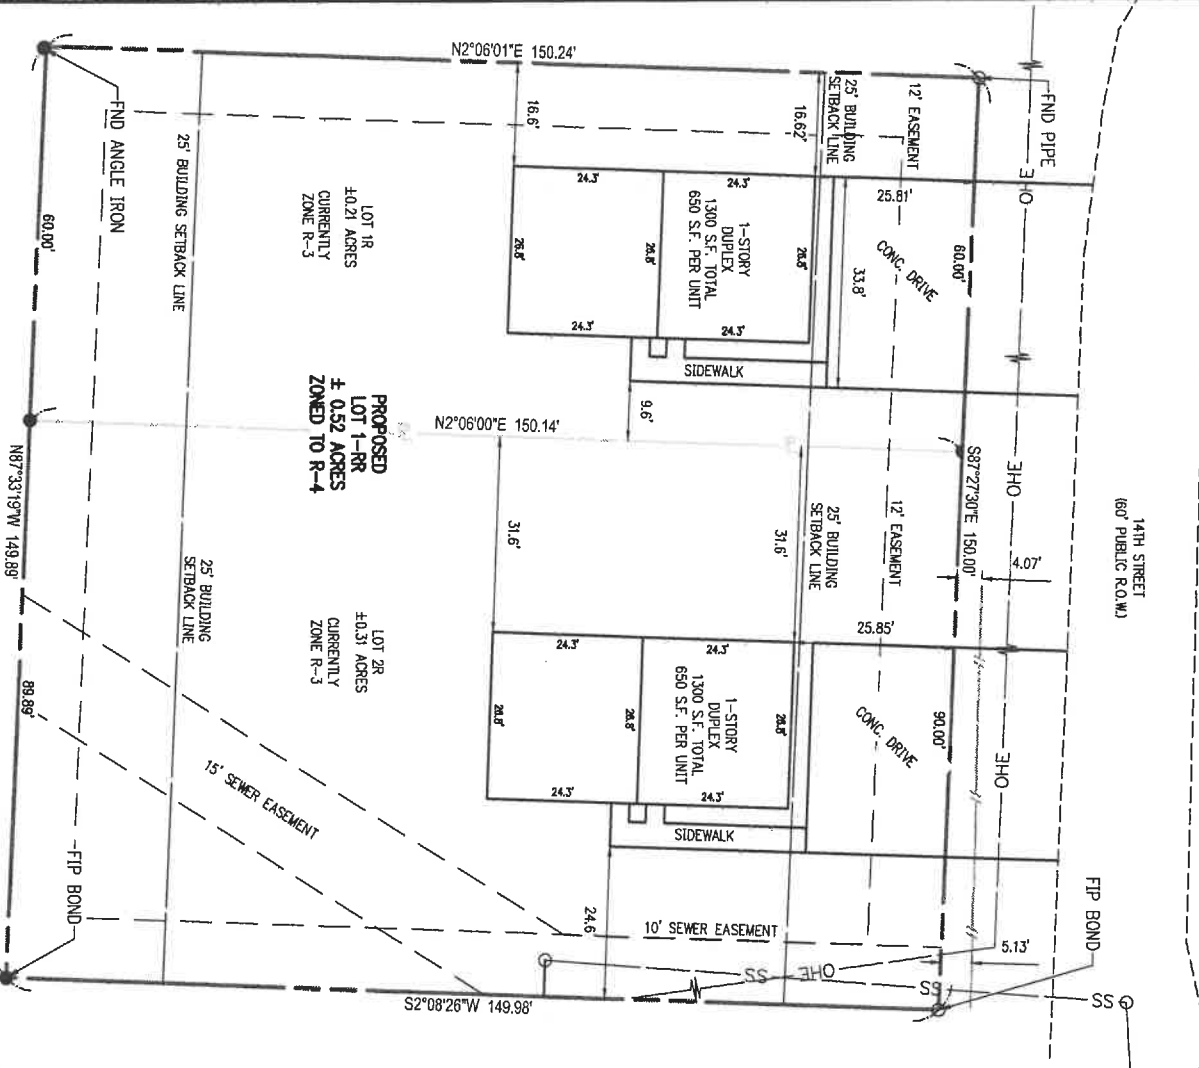 N2°06'01"E 150.24'
FND PIPE
OHE
12' EASEMENT
25' BUILDING
SETBACK LINE
16.62'
16.6'
FND ANGLE IRON
25' BUILDING SETBACK LINE
60.00'
LOT 1R
±0.21 ACRES
CURRENTLY
ZONE R-3
24.3'
24.3'
26.8'
26.8'
26.8'
1-STORY
DUPLEX
1300 S.F. TOTAL
650 S.F. PER UNIT
24.3'
24.3'
25.81'
33.8'
CONC. DRIVE
60.00'
SIDEWALK
9.6'
N2°06'00"E 150.14'
PROPOSED
LOT 1-RR
± 0.52 ACRES
ZONED TO R-4
S87°27'30"E 150.00'
OHE
14TH STREET
(60' PUBLIC R.O.W.)
4.07'
12' EASEMENT
25' BUILDING
SETBACK LINE
31.6'
31.6'
N87°33'19"W 149.89'
25' BUILDING
SETBACK LINE
LOT 2R
±0.31 ACRES
CURRENTLY
ZONE R-3
24.3'
24.3'
26.8'
26.8'
26.8'
1-STORY
DUPLEX
1300 S.F. TOTAL
650 S.F. PER UNIT
24.3'
24.3'
25.85'
CONC. DRIVE
90.00'
OHE
89.89'
15' SEWER EASEMENT
SIDEWALK
FIP BOND
24.6
10' SEWER EASEMENT
5.13'
FIP BOND
SS
OHE
SS
SS
S2°08'26"W 149.98'